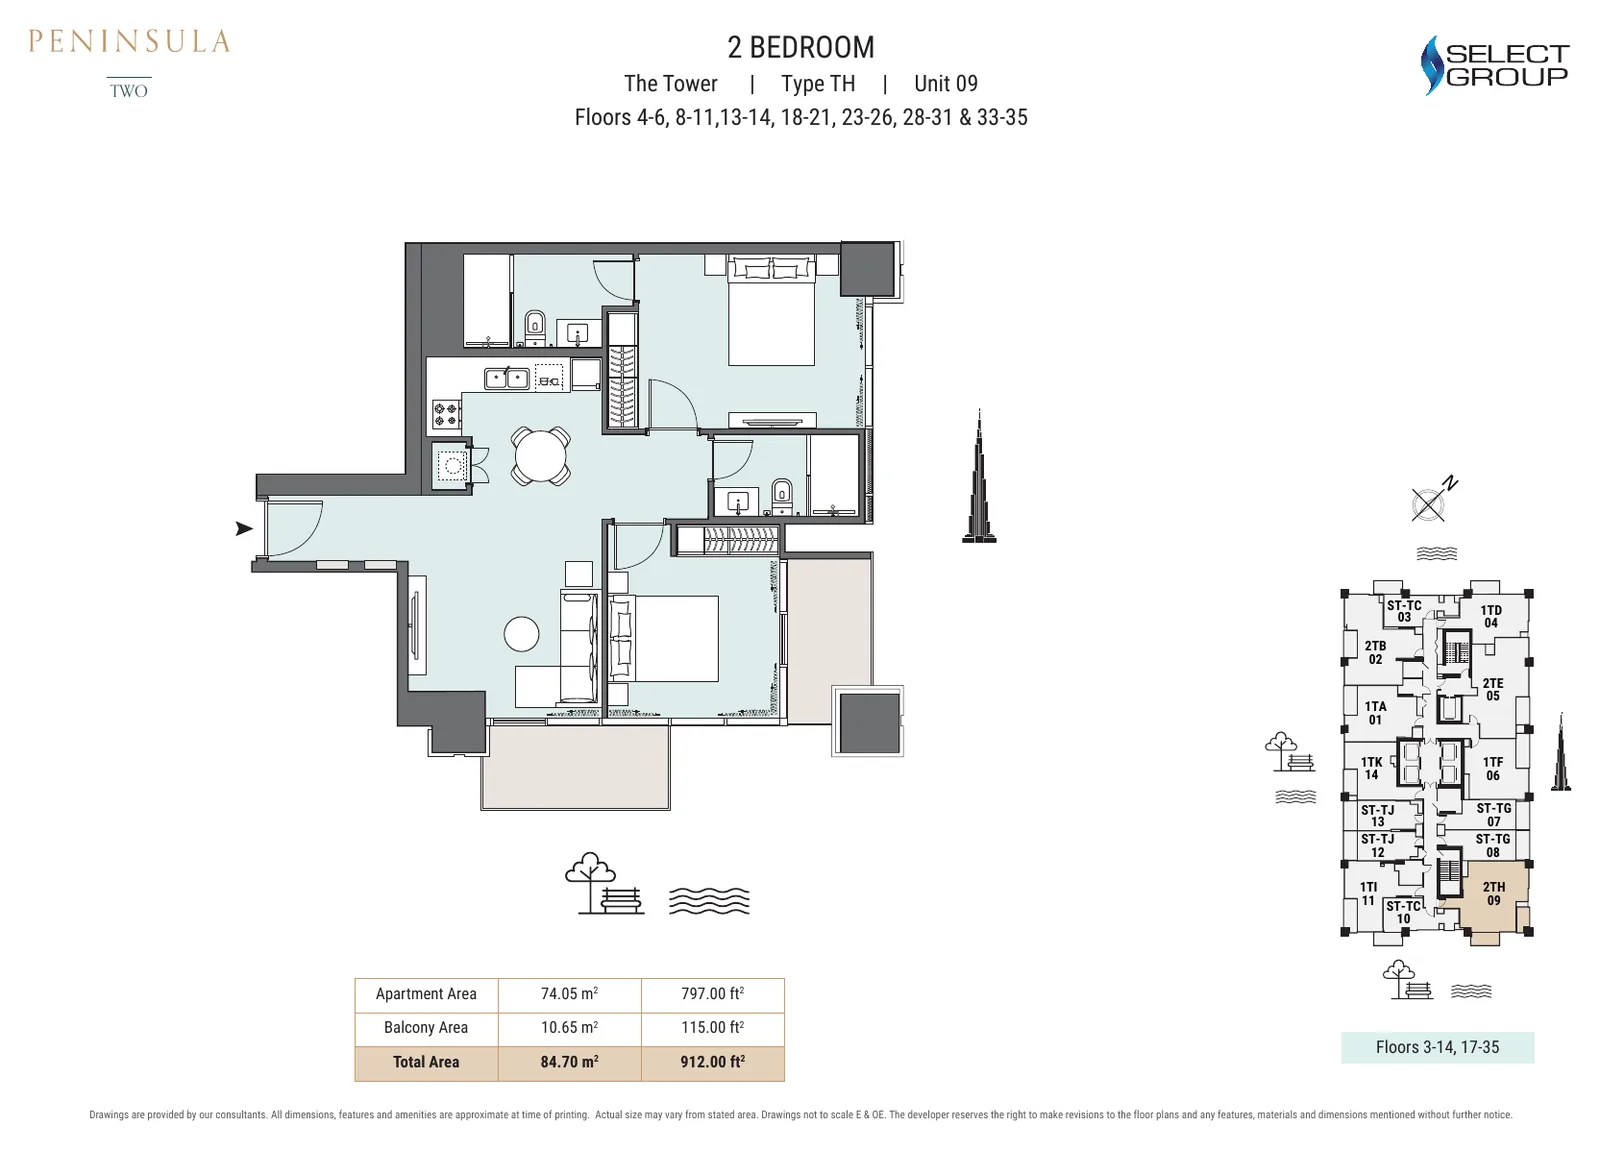 PENINSULA
TWO
2 BEDROOM
The Tower | Type TH | Unit 09
Floors 4-6, 8-11,13-14, 18-21, 23-26, 28-31 & 33-35
SELECT
GROUP
N
ST-TC
03
1TD
04
2TB
02
2TE
05
1TA
01
1TK
14
1TF
06
ST-TJ
13
ST-TG
07
ST-TJ
12
ST-TG
08
1TI
11
2TH
09
ST-TC
10
Floors 3-14, 17-35
Apartment Area 74.05 m² 797.00 ft²
Balcony Area 10.65 m² 115.00 ft²
Total Area 84.70 m² 912.00 ft²
Drawings are provided by our consultants. All dimensions, features and amenities are approximate at time of printing. Actual size may vary from stated area. Drawings not to scale E & OE. The developer reserves the right to make revisions to the floor plans and any features, materials and dimensions mentioned without further notice.